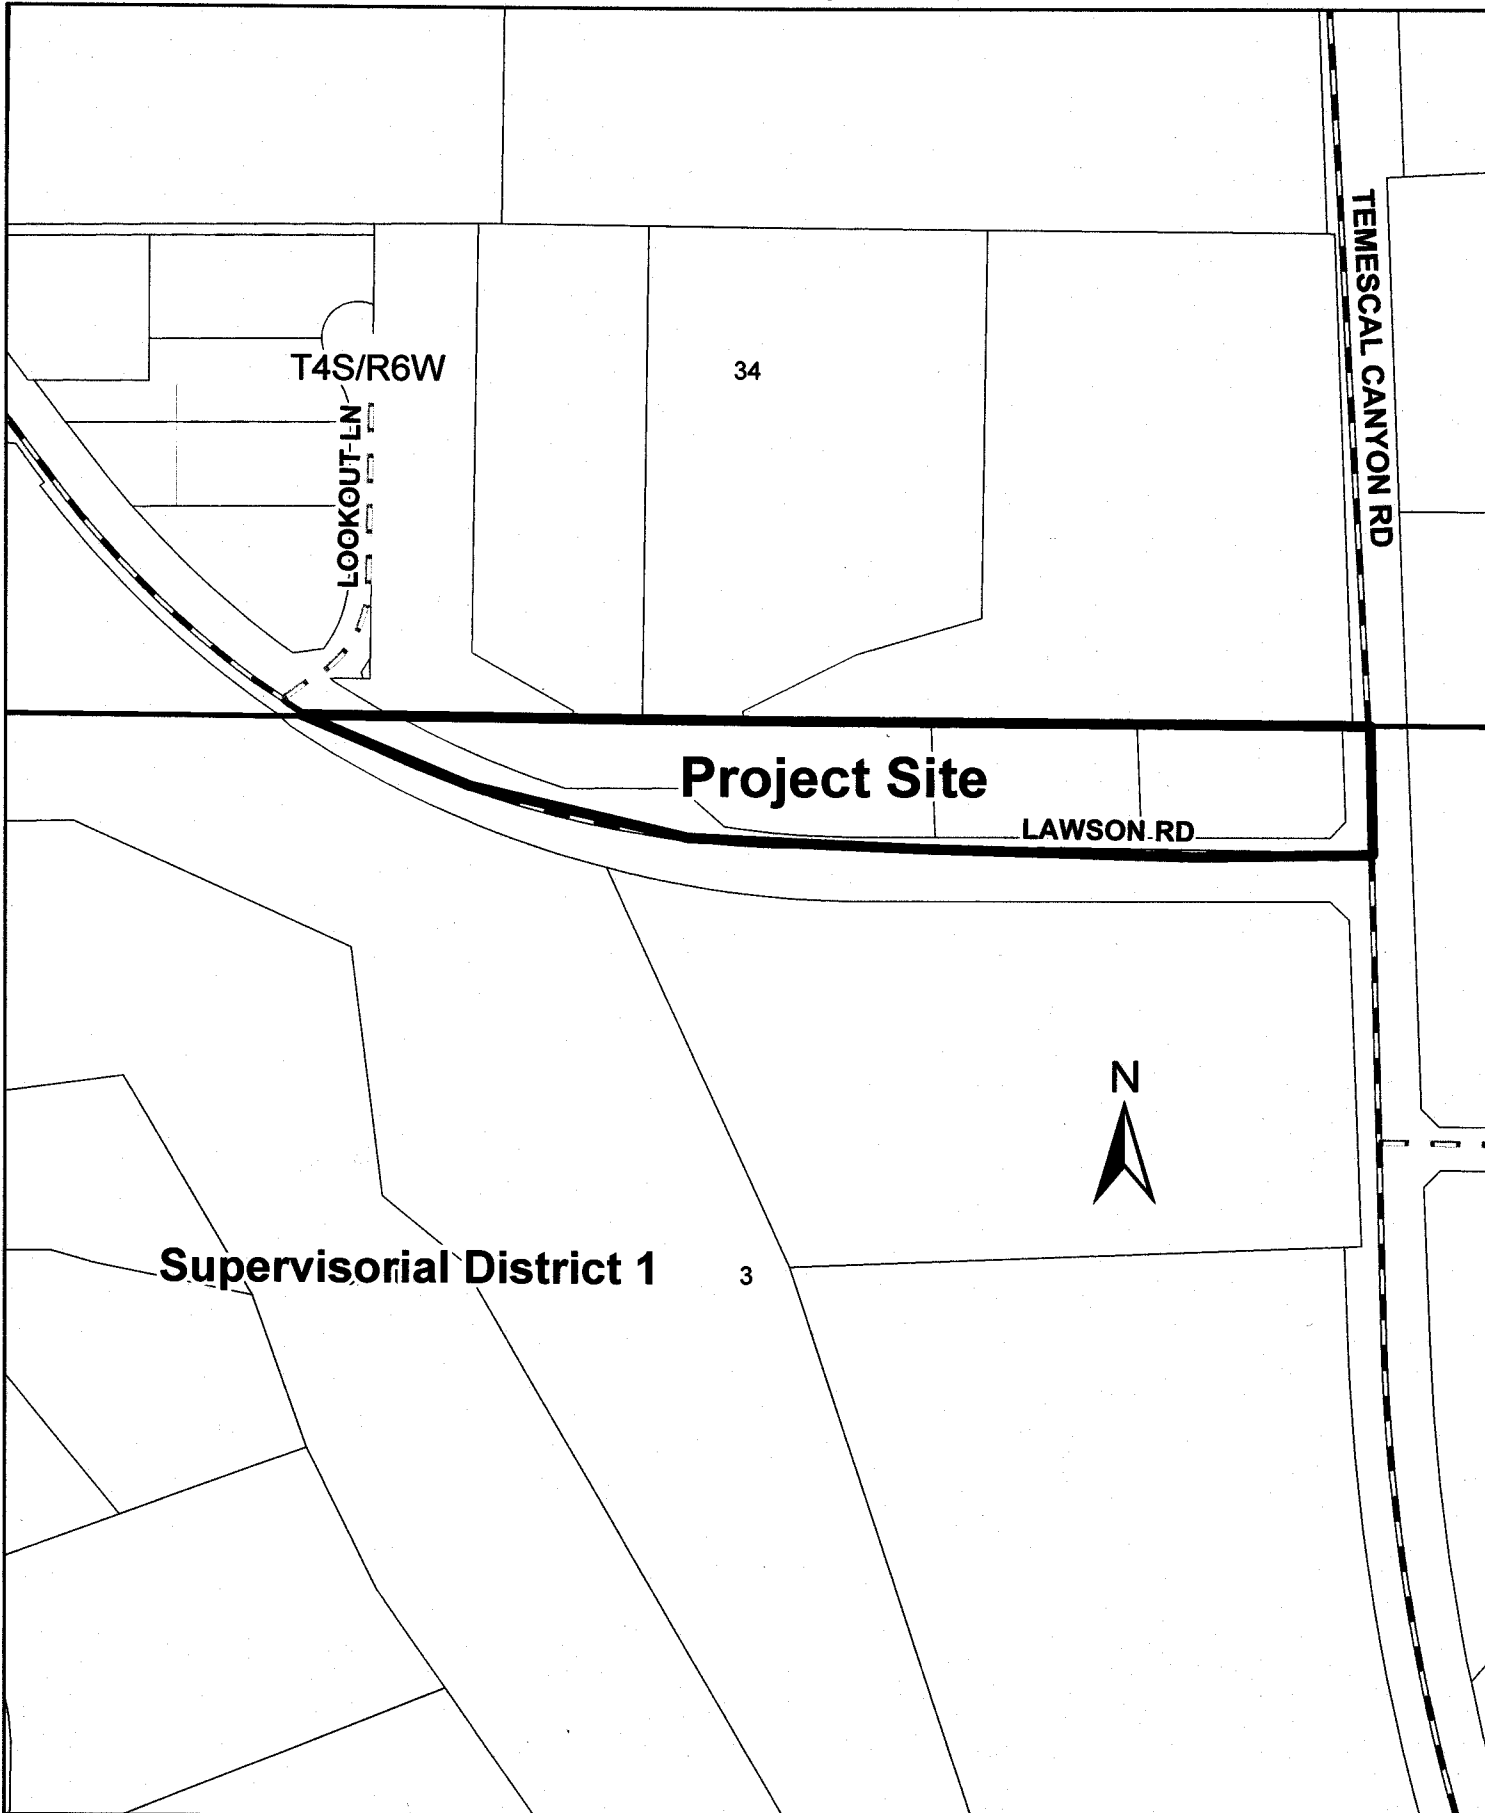 TEMESCAL CANYON RD
T4S/R6W
34
LOOKOUT LN
Project Site
LAWSON RD
N
Supervisorial District 1
3